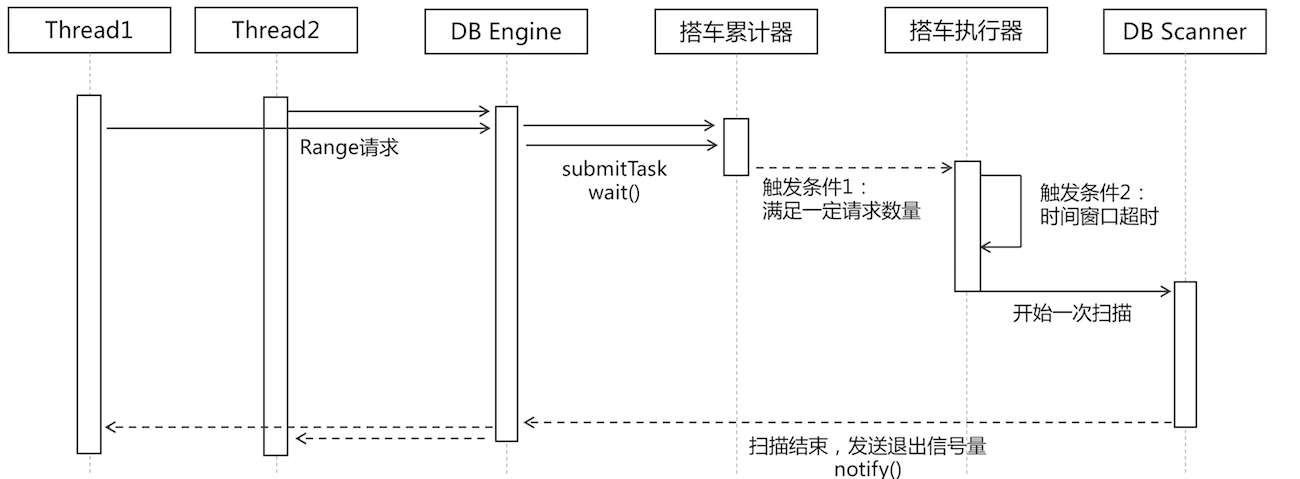 Thread1
Thread2
DB Engine
搭车累计器
搭车执行器
DB Scanner
Range请求
submitTask
wait()
触发条件1：
满足一定请求数量
触发条件2：
时间窗口超时
开始一次扫描
扫描结束，发送退出信号量
notify()